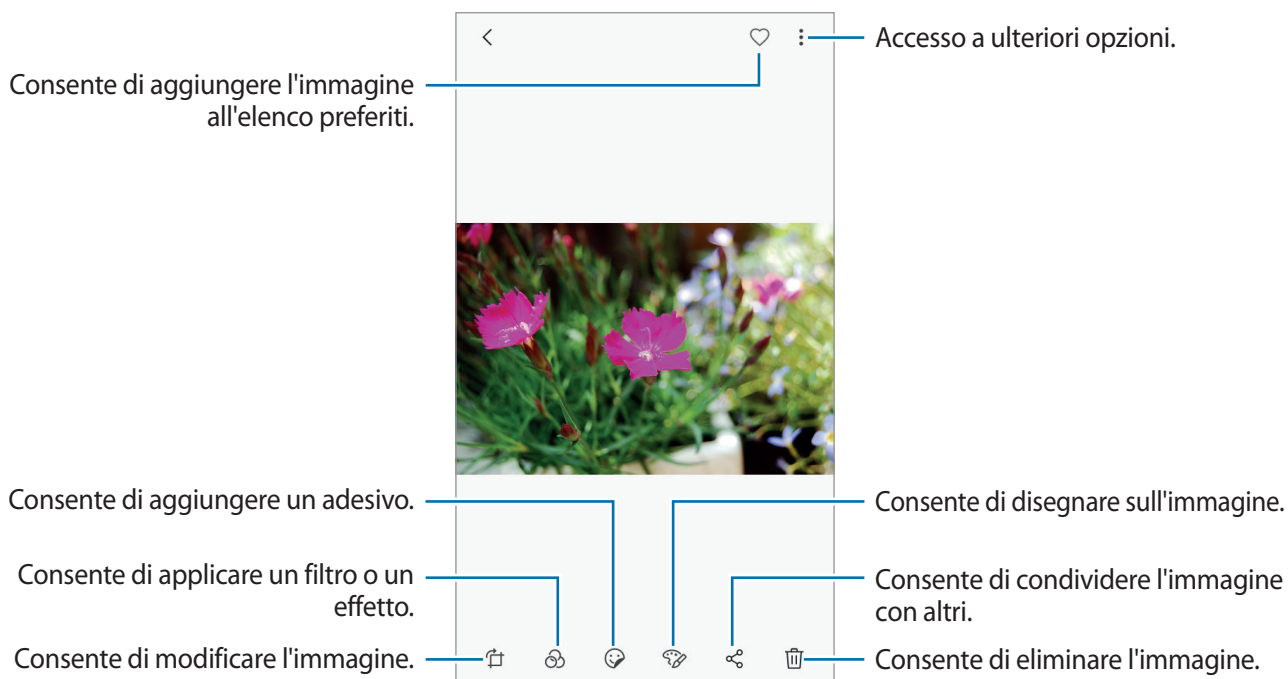 Accesso a ulteriori opzioni.
Consente di aggiungere l'immagine
all'elenco preferiti.
Consente di aggiungere un adesivo.
Consente di disegnare sull'immagine.
Consente di applicare un filtro o un
effetto.
Consente di condividere l'immagine
con altri.
Consente di modificare l'immagine.
Consente di eliminare l'immagine.